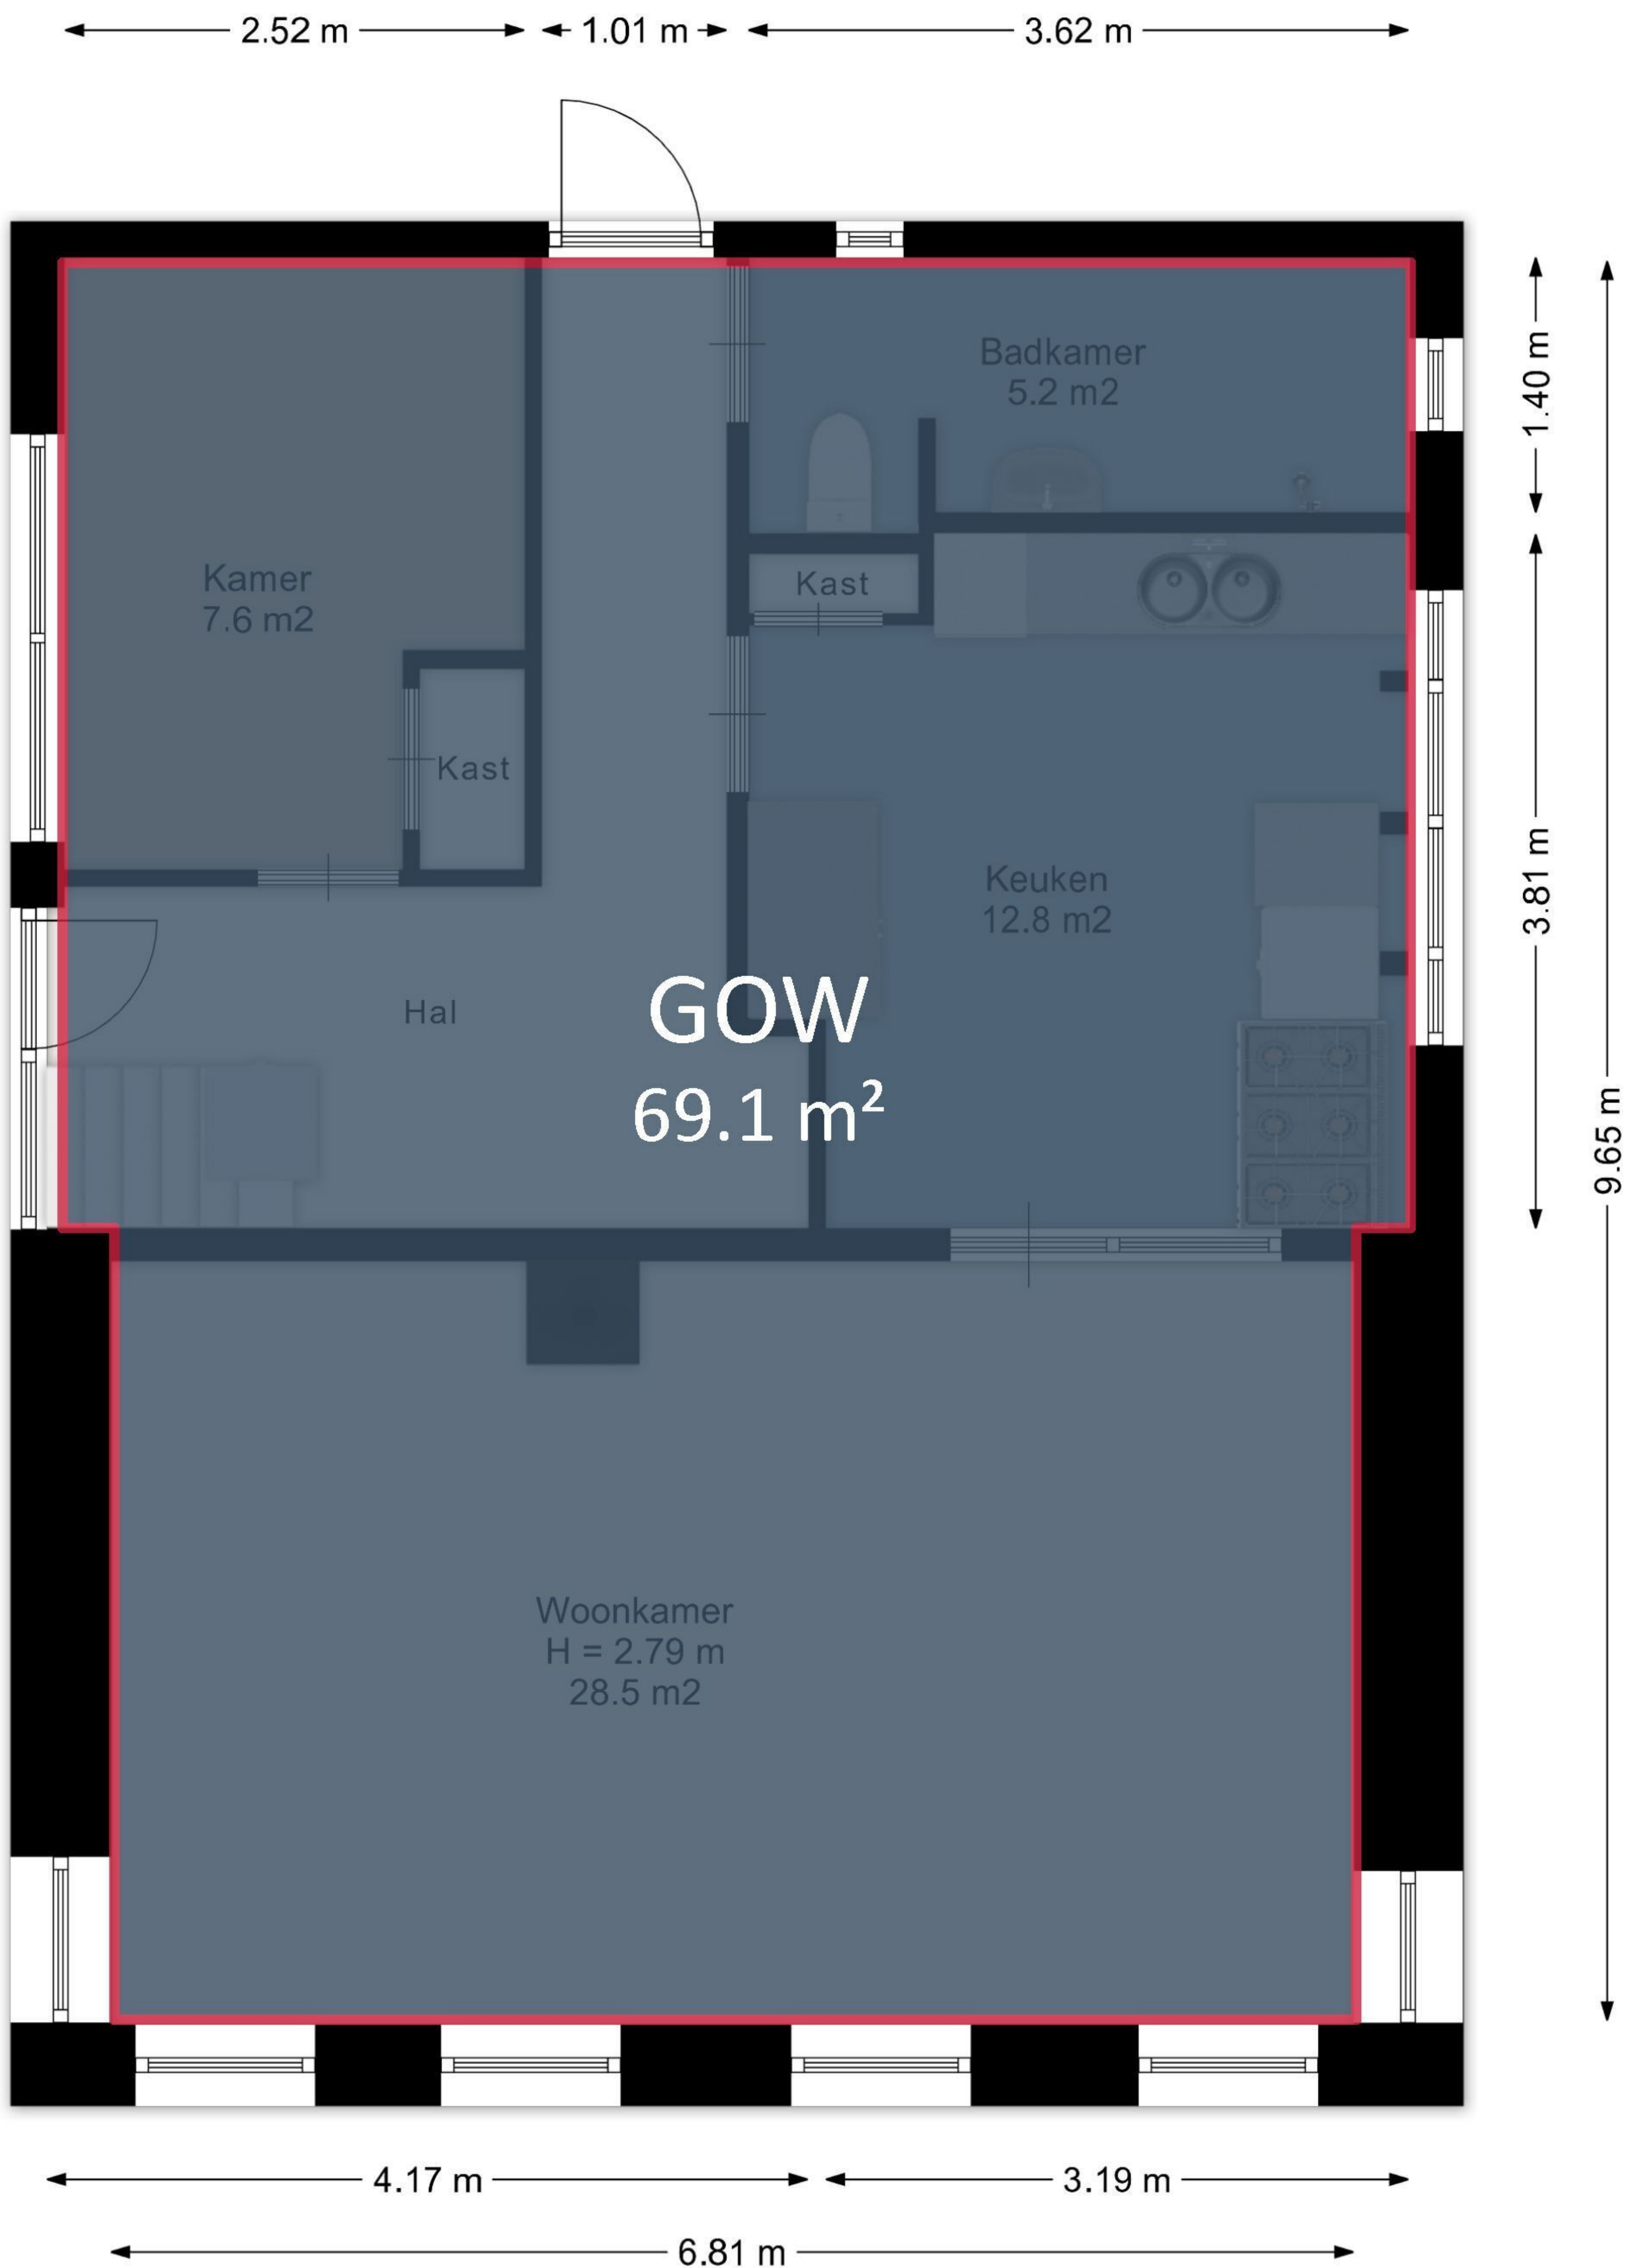 2.52 m 1.01 m 3.62 m
Badkamer
5.2 m2
1.40 m
Kamer
7.6 m2
Kast
Kast
Keuken
12.8 m2
3.81 m
Hal
GOW
69.1 m²
9.65 m
Woonkamer
H = 2.79 m
28.5 m2
4.17 m 3.19 m
6.81 m